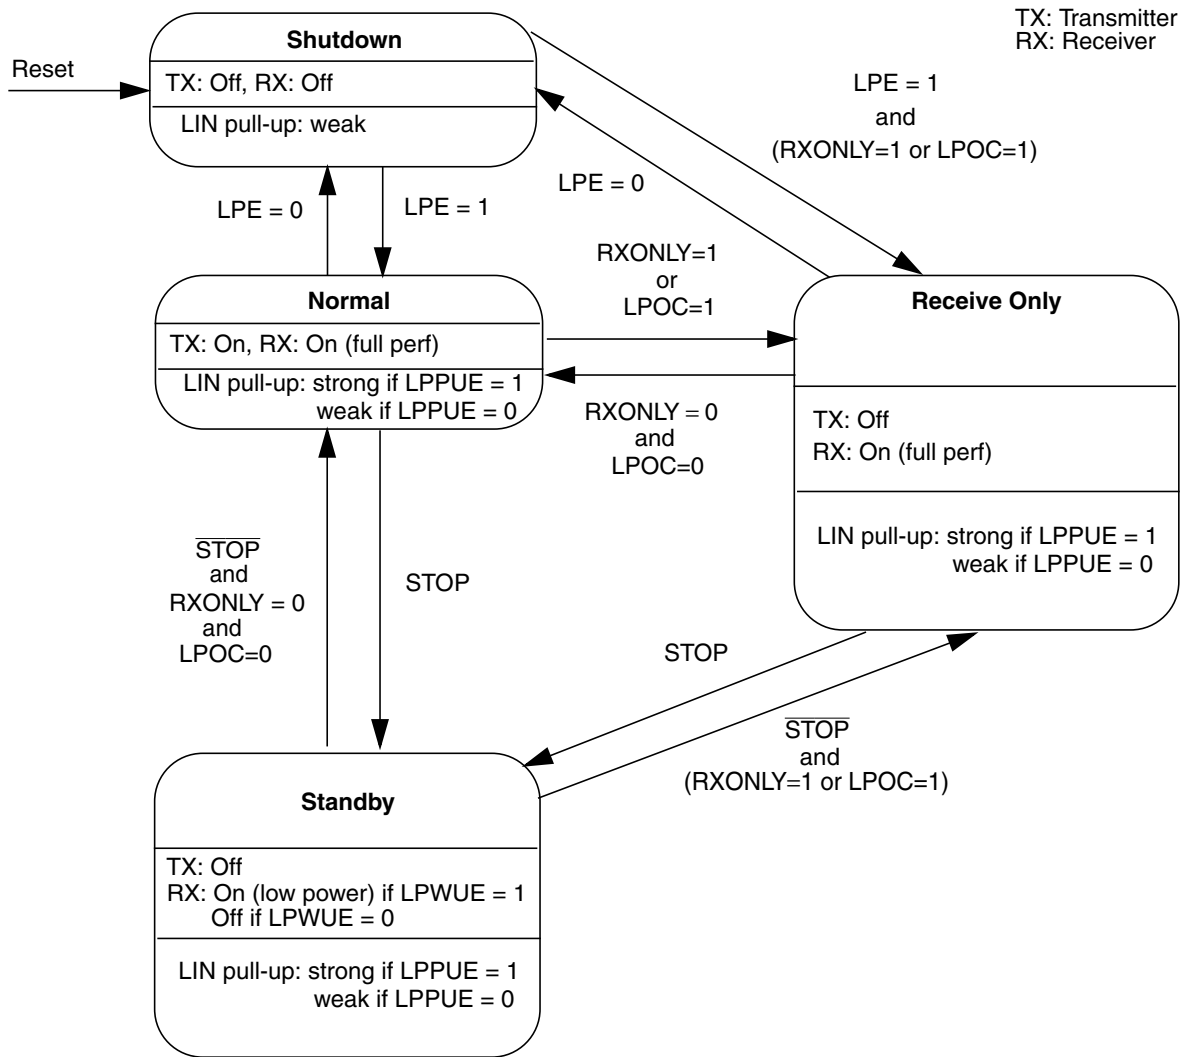 TX: Transmitter
RX: Receiver
Reset
Shutdown
TX: Off, RX: Off
LIN pull-up: weak
LPE = 1
and
(RXONLY=1 or LPOC=1)
LPE = 0
LPE = 0
LPE = 1
RXONLY=1
or
LPOC=1
Normal
TX: On, RX: On (full perf)
LIN pull-up: strong if LPPUE = 1
weak if LPPUE = 0
RXONLY = 0
and
LPOC=0
Receive Only
TX: Off
RX: On (full perf)
LIN pull-up: strong if LPPUE = 1
weak if LPPUE = 0
S̅T̅O̅P̅
and
RXONLY = 0
and
LPOC=0
STOP
STOP
S̅T̅O̅P̅
and
(RXONLY=1 or LPOC=1)
Standby
TX: Off
RX: On (low power) if LPWUE = 1
Off if LPWUE = 0
LIN pull-up: strong if LPPUE = 1
weak if LPPUE = 0